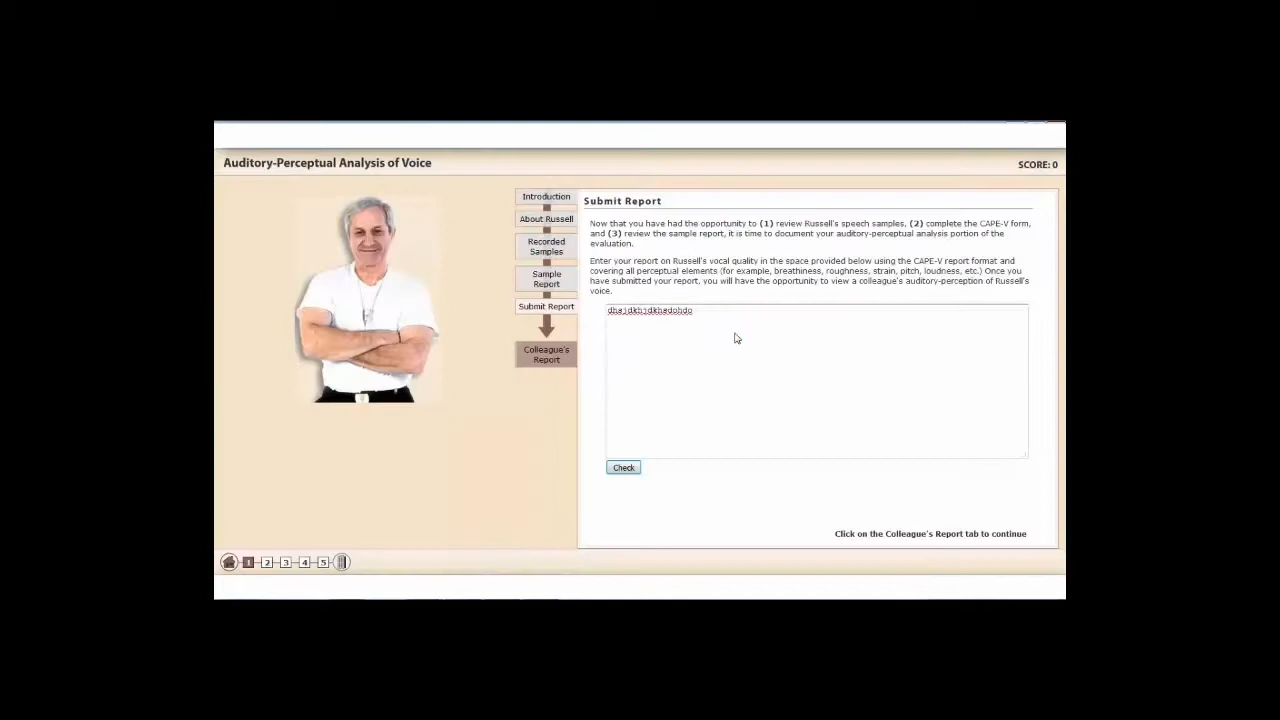 Auditory-Perceptual Analysis of Voice
SCORE: 0
Introduction
About Russell
Recorded
Samples
Sample
Report
Submit Report
Colleague's
Report
Submit Report
Now that you have had the opportunity to (1) review Russell's speech samples, (2) complete the CAPE-V form,
and (3) review the sample report, it is time to document your auditory-perceptual analysis portion of the
evaluation.
Enter your report on Russell's vocal quality in the space provided below using the CAPE-V report format and
covering all perceptual elements (for example, breathiness, roughness, strain, pitch, loudness, etc.) Once you
have submitted your report, you will have the opportunity to view a colleague's auditory-perception of Russell's
voice.
dhsjdkhjdkhsdohdo
Check
Click on the Colleague's Report tab to continue
1 2 3 4 5